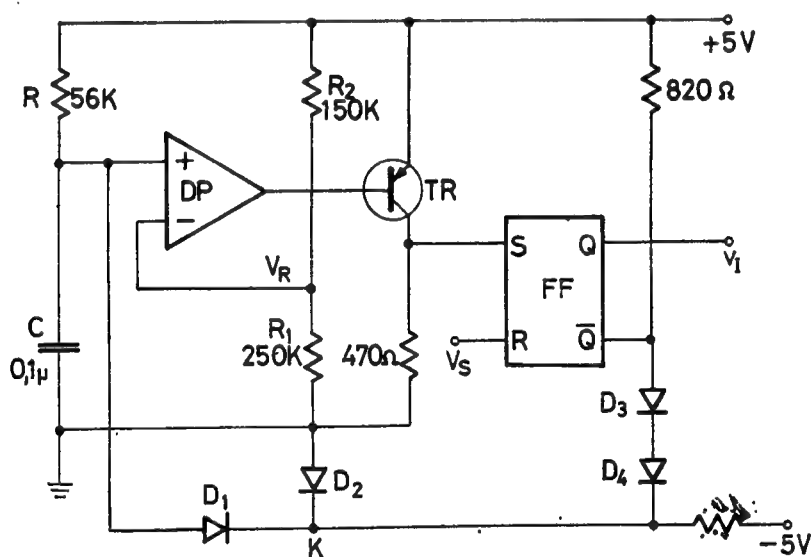 +5V
R 56K
R2 150K
820 Ω
+
DP
−
TR
VR
S Q
FF
R Q̅
VI
VS
C
0,1μ
R1
250K
470Ω
D3
D1
D2
D4
K
−5V